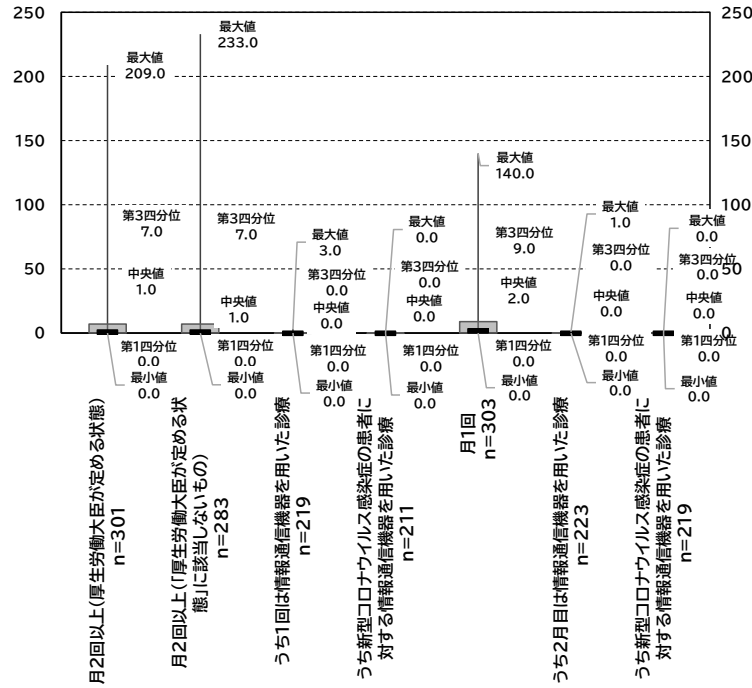 250
200
150
100
50
0
250
200
150
100
50
0
最大値
209.0
第3四分位
7.0
中央値
1.0
第1四分位
0.0
最小値
0.0
最大値
233.0
第3四分位
7.0
中央値
1.0
第1四分位
0.0
最小値
0.0
最大値
3.0
第3四分位
0.0
中央値
0.0
第1四分位
0.0
最小値
0.0
最大値
0.0
第3四分位
0.0
中央値
0.0
第1四分位
0.0
最小値
0.0
最大値
140.0
第3四分位
9.0
中央値
2.0
第1四分位
0.0
最小値
0.0
最大値
1.0
第3四分位
0.0
中央値
0.0
第1四分位
0.0
最小値
0.0
最大値
0.0
第3四分位
0.0
中央値
0.0
第1四分位
0.0
最小値
0.0
月2回以上(厚生労働大臣が定める状態)
n=301
月2回以上(「厚生労働大臣が定める状
態」に該当しないもの)
n=283
うち1回は情報通信機器を用いた診療
n=219
うち新型コロナウイルス感染症の患者に
対する情報通信機器を用いた診療
n=211
月1回
n=303
うち2月目は情報通信機器を用いた診療
n=223
うち新型コロナウイルス感染症の患者に
対する情報通信機器を用いた診療
n=219